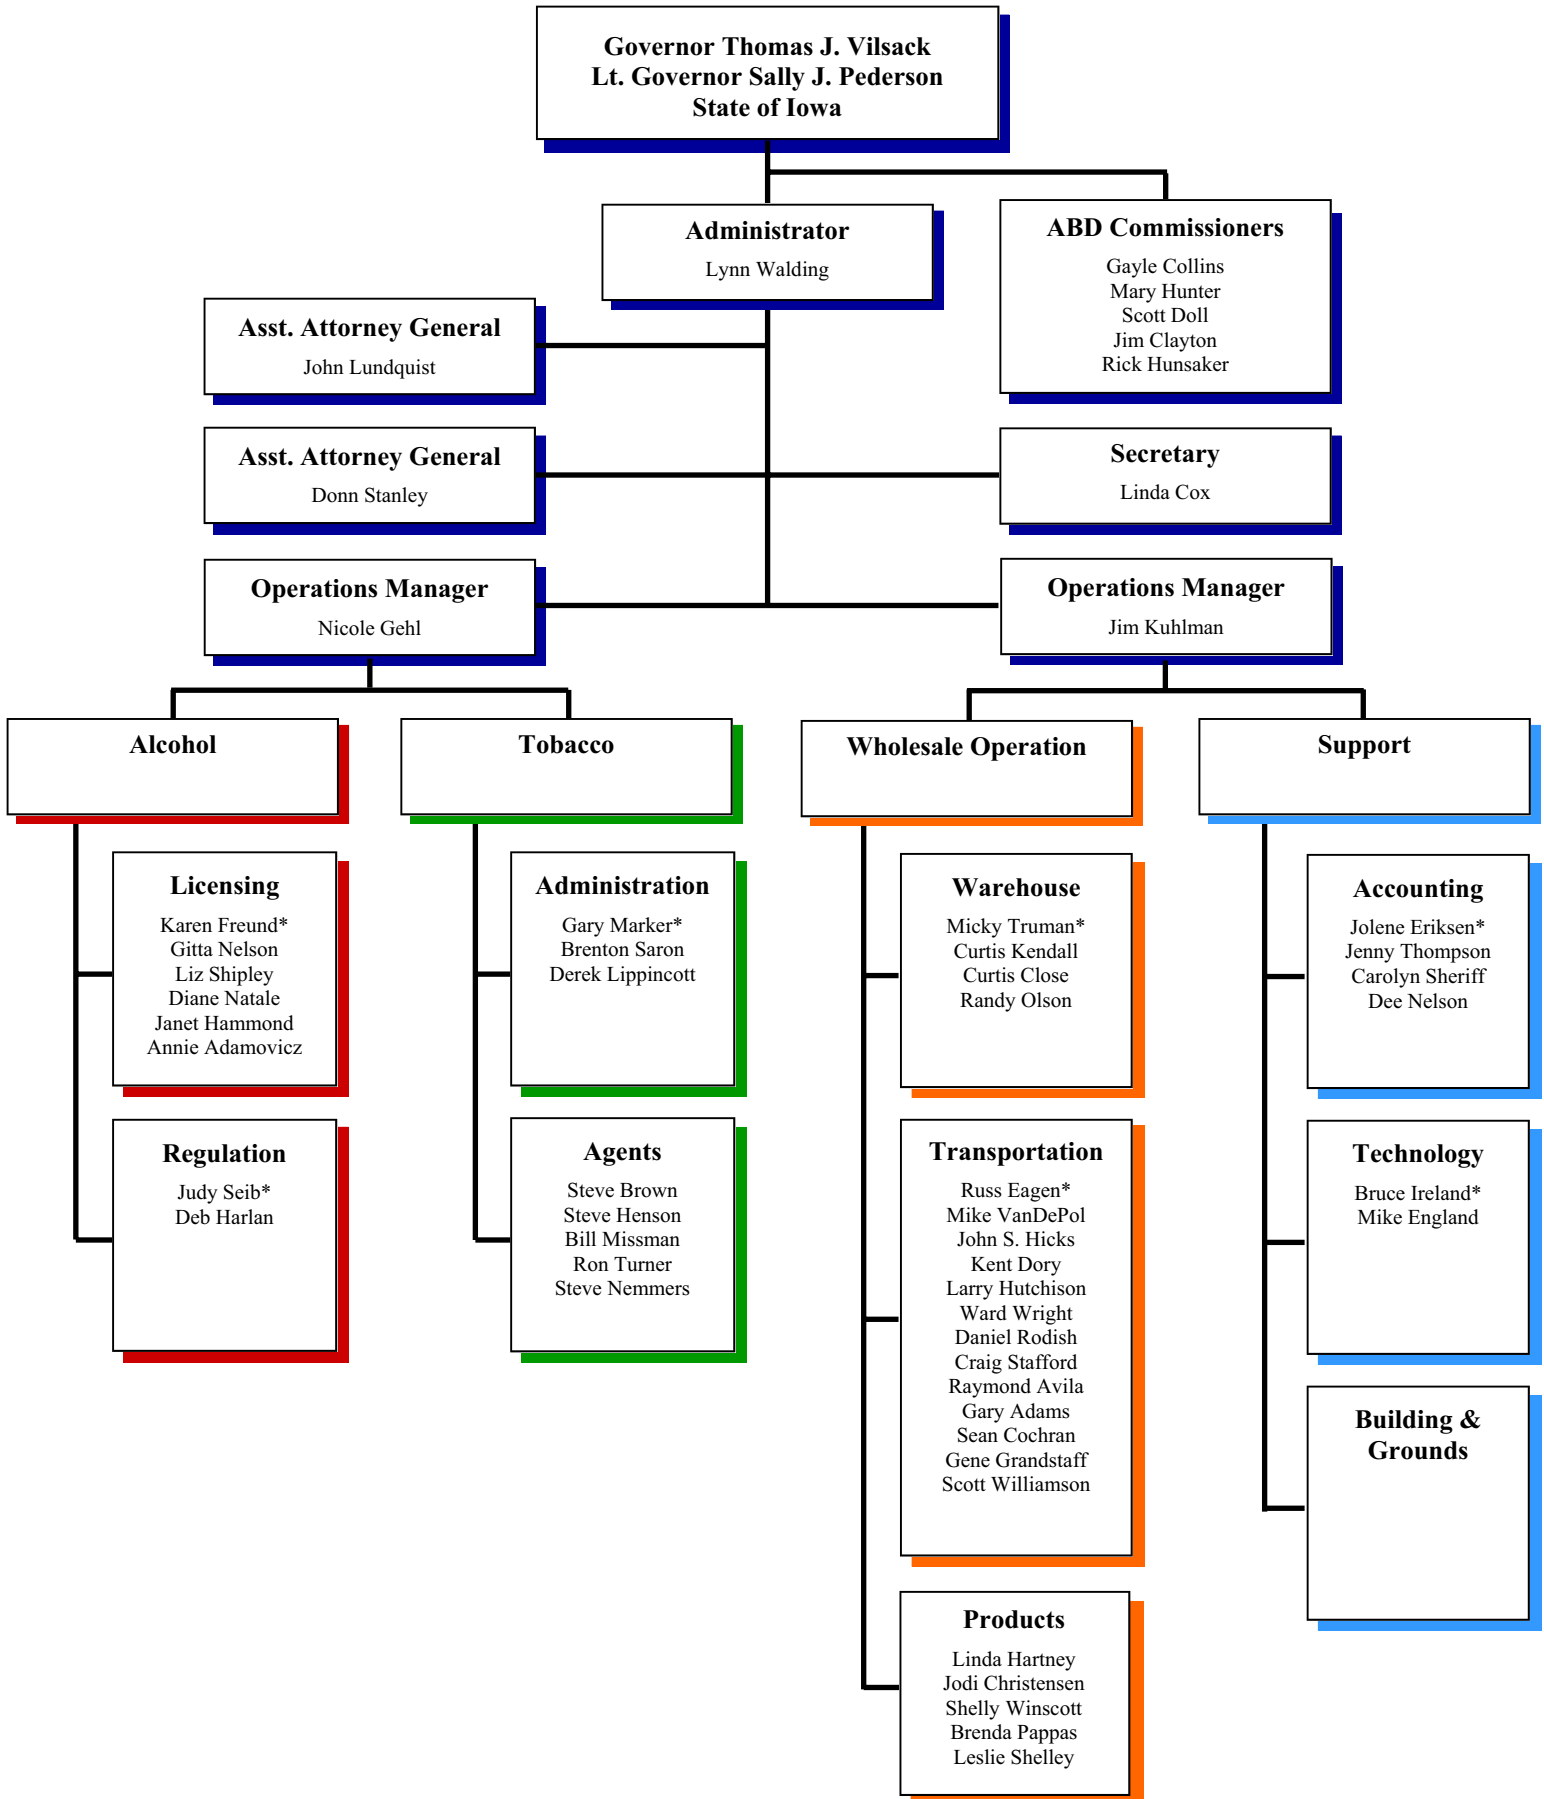 Governor Thomas J. Vilsack
Lt. Governor Sally J. Pederson
State of Iowa
Administrator
Lynn Walding
ABD Commissioners
Gayle Collins
Mary Hunter
Scott Doll
Jim Clayton
Rick Hunsaker
Asst. Attorney General
John Lundquist
Asst. Attorney General
Donn Stanley
Secretary
Linda Cox
Operations Manager
Nicole Gehl
Operations Manager
Jim Kuhlman
Alcohol
Tobacco
Wholesale Operation
Support
Licensing
Karen Freund*
Gitta Nelson
Liz Shipley
Diane Natale
Janet Hammond
Annie Adamovicz
Administration
Gary Marker*
Brenton Saron
Derek Lippincott
Warehouse
Micky Truman*
Curtis Kendall
Curtis Close
Randy Olson
Accounting
Jolene Eriksen*
Jenny Thompson
Carolyn Sheriff
Dee Nelson
Regulation
Judy Seib*
Deb Harlan
Agents
Steve Brown
Steve Henson
Bill Missman
Ron Turner
Steve Nemmers
Transportation
Russ Eagen*
Mike VanDePol
John S. Hicks
Kent Dory
Larry Hutchison
Ward Wright
Daniel Rodish
Craig Stafford
Raymond Avila
Gary Adams
Sean Cochran
Gene Grandstaff
Scott Williamson
Technology
Bruce Ireland*
Mike England
Building &
Grounds
Products
Linda Hartney
Jodi Christensen
Shelly Winscott
Brenda Pappas
Leslie Shelley